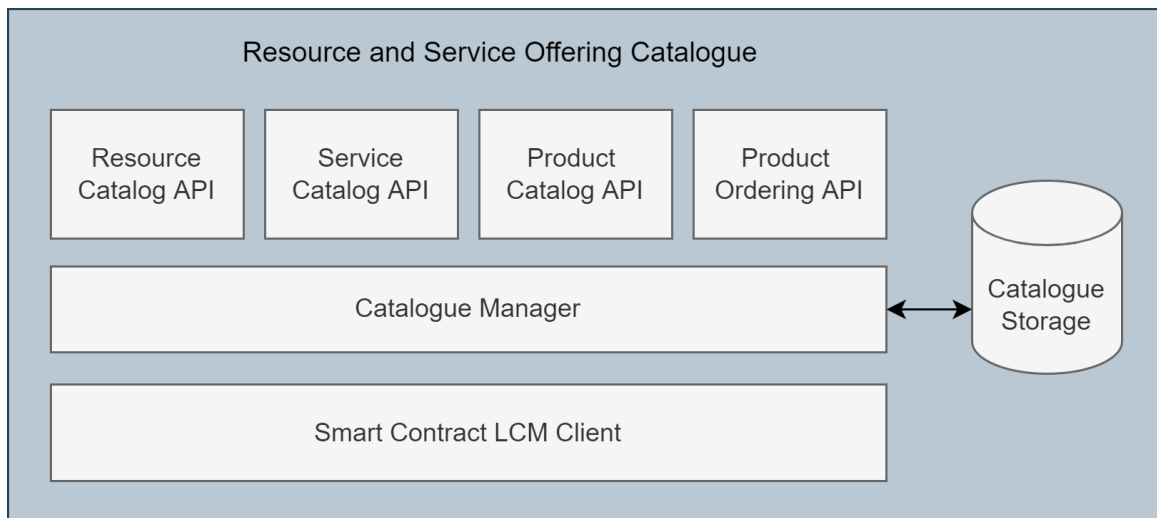 Resource and Service Offering Catalogue
Resource
Catalog API
Service
Catalog API
Product
Catalog API
Product
Ordering API
Catalogue Manager
Catalogue
Storage
Smart Contract LCM Client